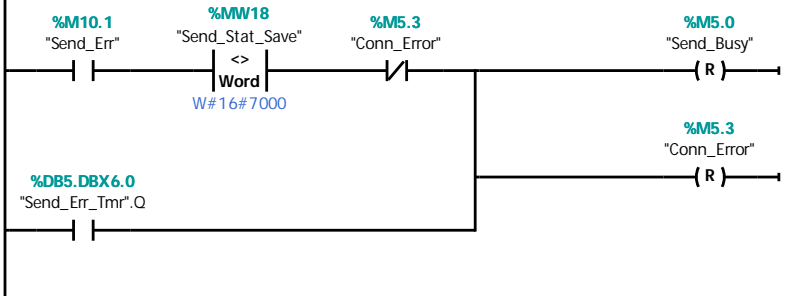 %M10.1
"Send_Err"
%MW18
"Send_Stat_Save"
<>
Word
W#16#7000
%M5.3
"Conn_Error"
%M5.0
"Send_Busy"
R
%M5.3
"Conn_Error"
R
%DB5.DBX6.0
"Send_Err_Tmr".Q